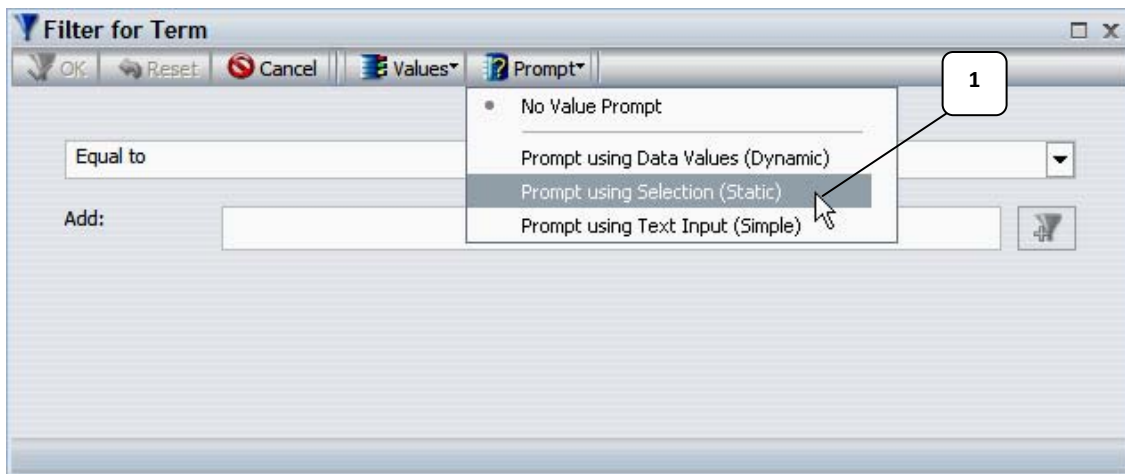 Filter for Term
OK Reset Cancel Values Prompt
1
No Value Prompt
Equal to
Prompt using Data Values (Dynamic)
Prompt using Selection (Static)
Add:
Prompt using Text Input (Simple)